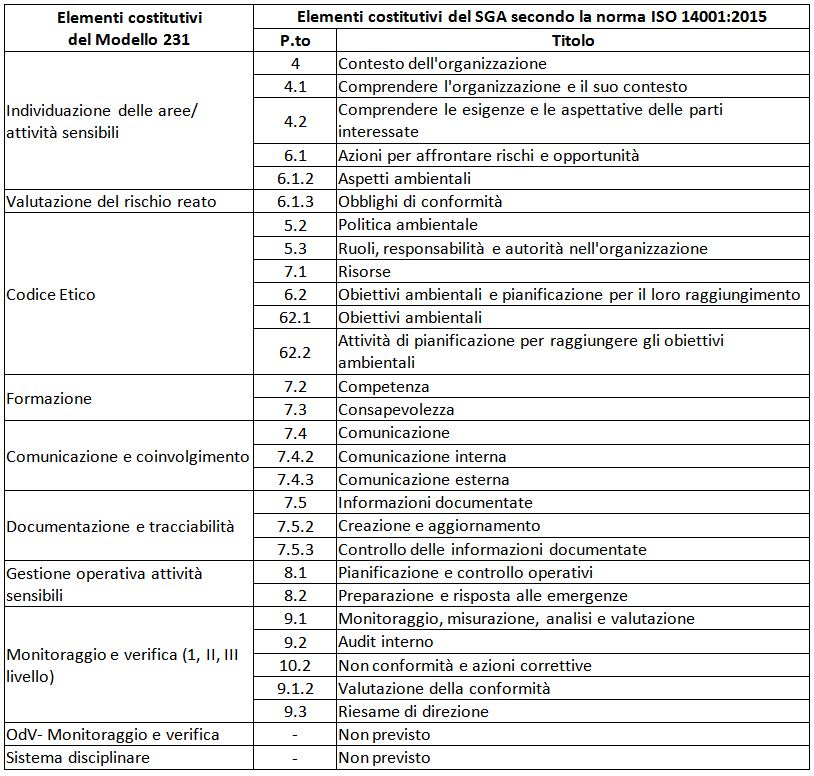 Elementi costitutivi del Modello 231
Elementi costitutivi del SGA secondo la norma ISO 14001:2015
P.to Titolo
Individuazione delle aree/ attività sensibili
4 Contesto dell'organizzazione
4.1 Comprendere l'organizzazione e il suo contesto
4.2 Comprendere le esigenze e le aspettative delle parti interessate
6.1 Azioni per affrontare rischi e opportunità
6.1.2 Aspetti ambientali
Valutazione del rischio reato 6.1.3 Obblighi di conformità
Codice Etico
5.2 Politica ambientale
5.3 Ruoli, responsabilità e autorità nell'organizzazione
7.1 Risorse
6.2 Obiettivi ambientali e pianificazione per il loro raggiungimento
62.1 Obiettivi ambientali
62.2 Attività di pianificazione per raggiungere gli obiettivi ambientali
Formazione
7.2 Competenza
7.3 Consapevolezza
Comunicazione e coinvolgimento
7.4 Comunicazione
7.4.2 Comunicazione interna
7.4.3 Comunicazione esterna
Documentazione e tracciabilità
7.5 Informazioni documentate
7.5.2 Creazione e aggiornamento
7.5.3 Controllo delle informazioni documentate
Gestione operativa attività sensibili
8.1 Pianificazione e controllo operativi
8.2 Preparazione e risposta alle emergenze
Monitoraggio e verifica (1, II, III livello)
9.1 Monitoraggio, misurazione, analisi e valutazione
9.2 Audit interno
10.2 Non conformità e azioni correttive
9.1.2 Valutazione della conformità
9.3 Riesame di direzione
OdV- Monitoraggio e verifica - Non previsto
Sistema disciplinare - Non previsto